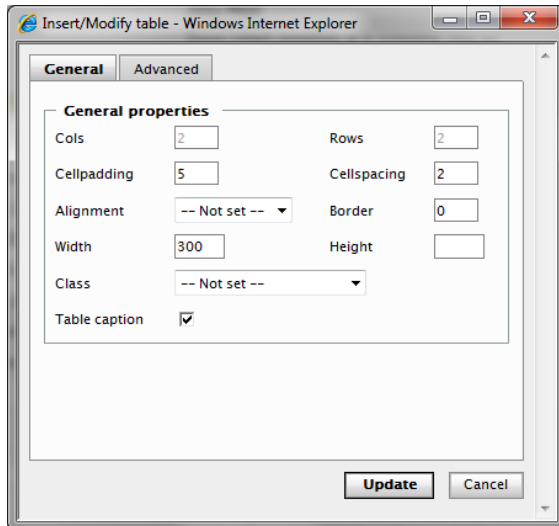 Insert/Modify table - Windows Internet Explorer
General Advanced
General properties
Cols 2 Rows 2
Cellpadding 5 Cellspacing 2
Alignment -- Not set -- Border 0
Width 300 Height
Class -- Not set --
Table caption
Update Cancel